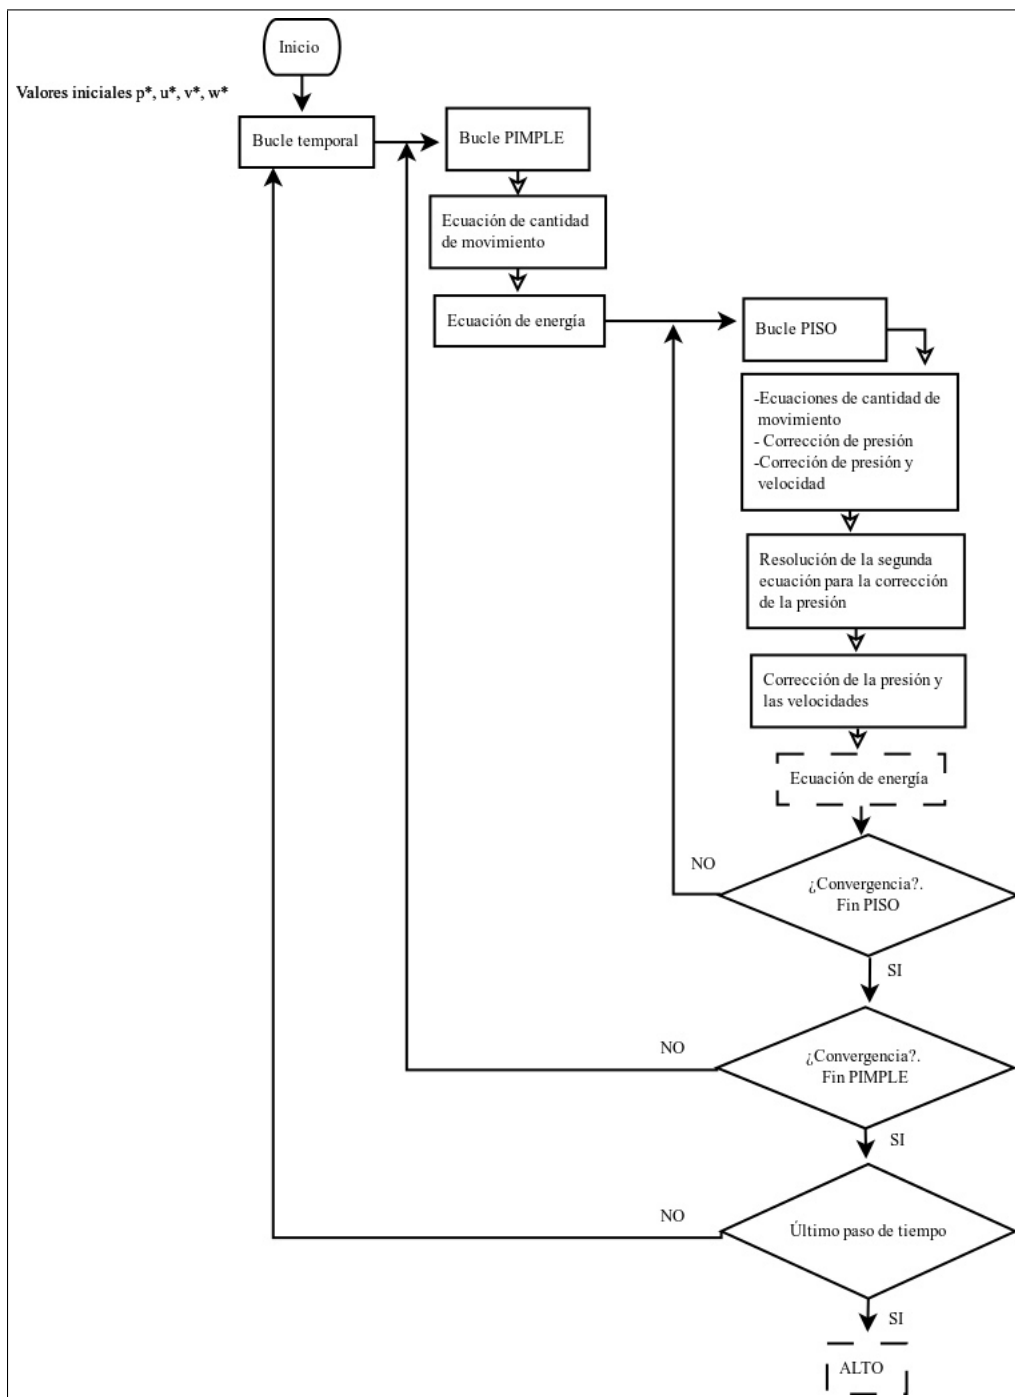 Inicio
Valores iniciales p*, u*, v*, w*
Bucle temporal
Bucle PIMPLE
Ecuación de cantidad
de movimiento
Ecuación de energía
Bucle PISO
-Ecuaciones de cantidad de
movimiento
- Corrección de presión
-Correción de presión y
velocidad
Resolución de la segunda
ecuación para la corrección
de la presión
Corrección de la presión y
las velocidades
Ecuación de energía
NO
¿Convergencia?.
Fin PISO
SI
NO
¿Convergencia?.
Fin PIMPLE
SI
NO
Último paso de tiempo
SI
ALTO